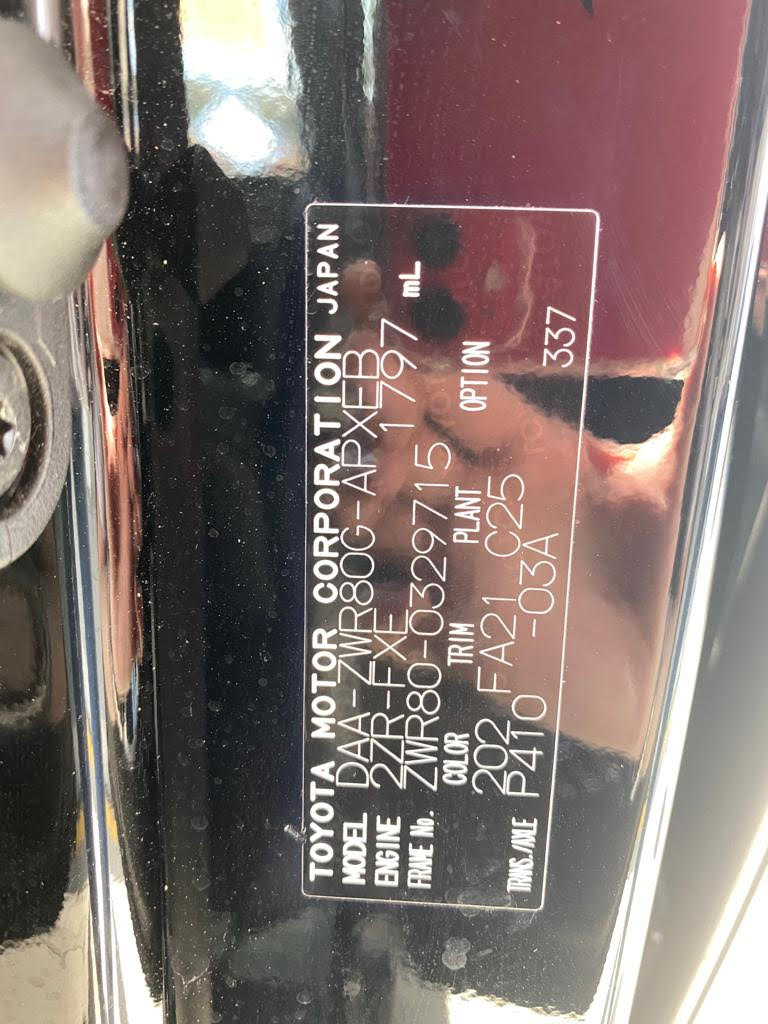 TOYOTA MOTOR CORPORATION JAPAN
MODEL DAA-ZWR80G-APXEB
ENGINE 2ZR-FXE 1797 mL
FRAME No. ZWR80-0329715
COLOR TRIM PLANT OPTION
202 FA21 C25 337
TRANS./AXLE P410 -03A